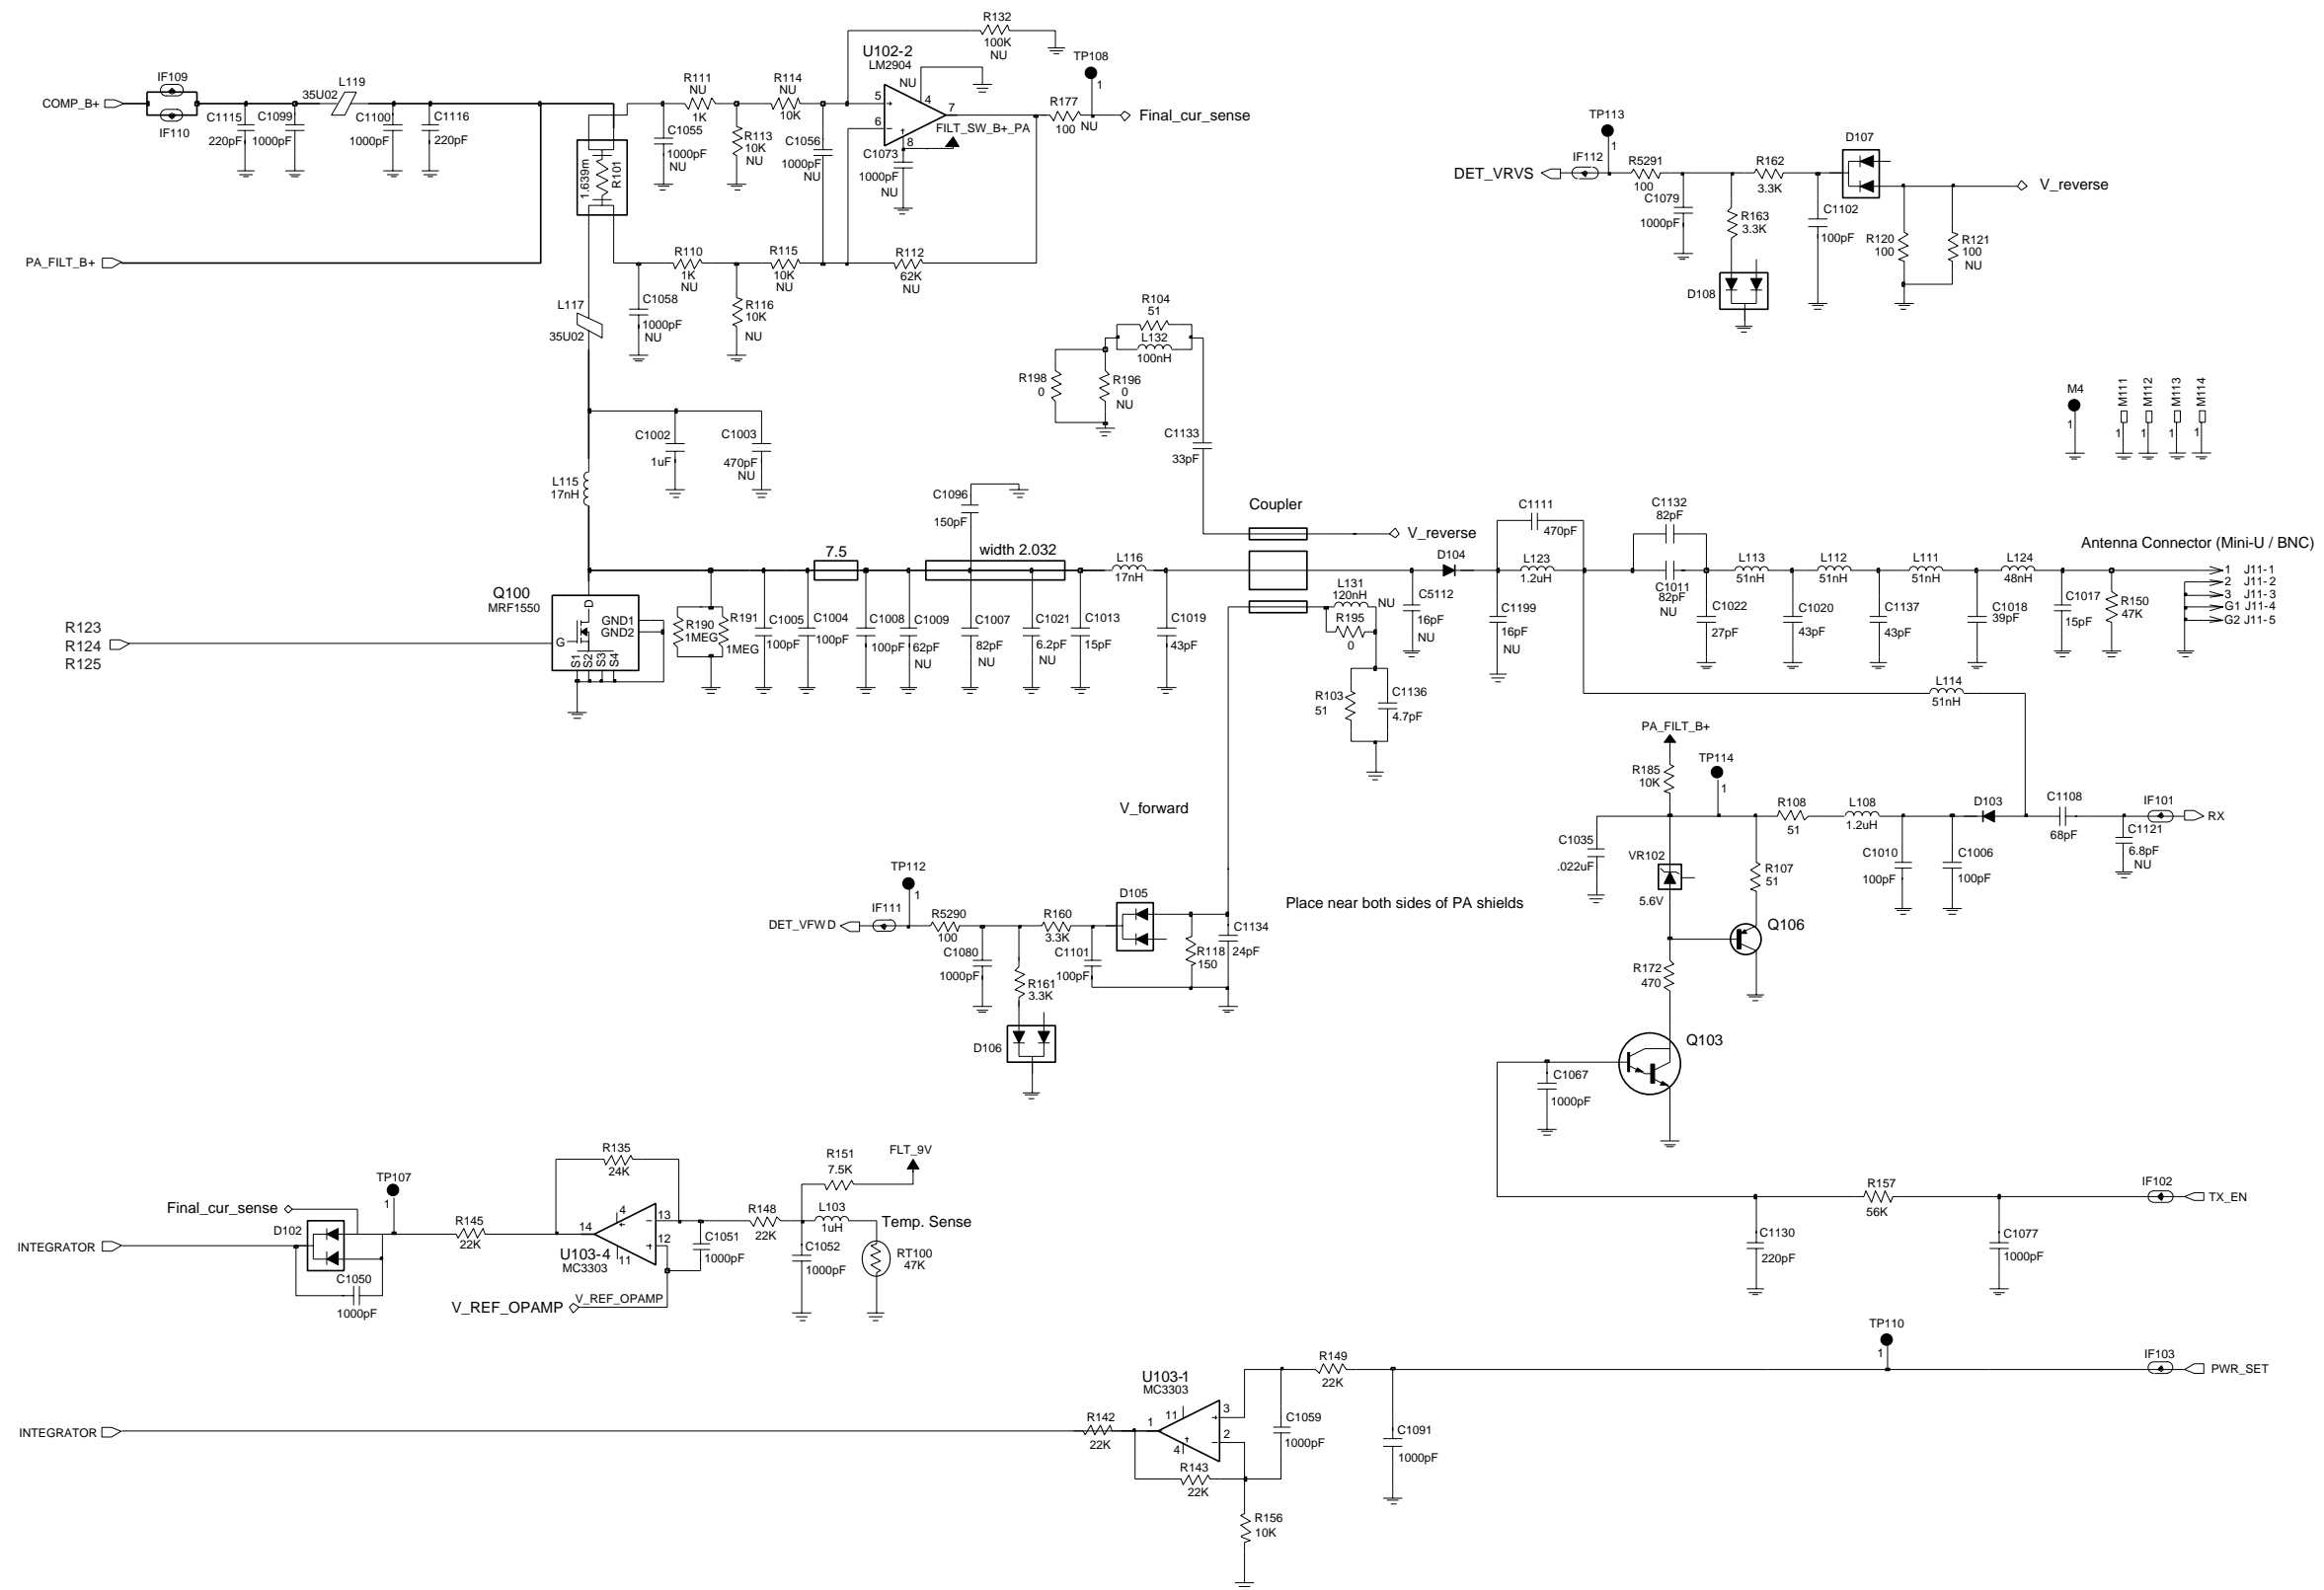 R132
100K
NU
U102-2
LM2904
NU
TP108
1
IF109
COMP_B+
IF110
L119
35U02
C1115
220pF
C1099
1000pF
C1100
1000pF
C1116
220pF
R111
NU
1K
R114
NU
10K
5
6
4
7
8
FILT_SW_B+_PA
R177
100
NU
Final_cur_sense
C1055
1000pF
NU
R113
10K
NU
C1056
1000pF
NU
C1073
1000pF
NU
1.639m
R101
PA_FILT_B+
R110
1K
NU
R115
10K
NU
R112
62K
NU
C1058
1000pF
NU
R116
10K
NU
L117
35U02
TP113
1
IF112
DET_VRVS
R5291
100
C1079
1000pF
R162
3.3K
R163
3.3K
D107
C1102
100pF
V_reverse
R120
100
R121
100
NU
D108
R104
51
L132
100nH
R198
0
R196
0
NU
C1133
33pF
M4
1
M111
1
M112
1
M113
1
M114
1
C1002
1uF
C1003
470pF
NU
L115
17nH
C1096
150pF
7.5
width 2.032
L116
17nH
Coupler
V_reverse
D104
C1111
470pF
L123
1.2uH
C1132
82pF
C1011
82pF
NU
L113
51nH
L112
51nH
L111
51nH
L124
48nH
Antenna Connector (Mini-U / BNC)
1 J11-1
2 J11-2
3 J11-3
G1 J11-4
G2 J11-5
Q100
MRF1550
D
G
GND1
GND2
S1
S2
S3
S4
R123
R124
R125
R190
1MEG
R191
1MEG
C1005
100pF
C1004
100pF
C1008
100pF
C1009
62pF
NU
C1007
82pF
NU
C1021
6.2pF
NU
C1013
15pF
C1019
43pF
L131
120nH
NU
R195
0
C5112
16pF
NU
C1199
16pF
NU
C1022
27pF
C1020
43pF
C1137
43pF
C1018
39pF
C1017
15pF
R150
47K
R103
51
C1136
4.7pF
L114
51nH
PA_FILT_B+
R185
10K
TP114
1
V_forward
R108
51
L108
1.2uH
D103
C1108
68pF
IF101
RX
C1121
6.8pF
NU
C1035
.022uF
VR102
5.6V
R107
51
C1010
100pF
C1006
100pF
Q106
TP112
1
IF111
DET_VFWD
R5290
100
C1080
1000pF
R160
3.3K
R161
3.3K
C1101
100pF
D105
R118
150
C1134
24pF
Place near both sides of PA shields
D106
R172
470
Q103
C1067
1000pF
R135
24K
R151
7.5K
FLT_9V
TP107
1
Final_cur_sense
D102
INTEGRATOR
C1050
1000pF
R145
22K
14
4
11
13
12
U103-4
MC3303
C1051
1000pF
R148
22K
C1052
1000pF
L103
1uH
Temp. Sense
RT100
47K
V_REF_OPAMP
V_REF_OPAMP
R157
56K
IF102
TX_EN
C1130
220pF
C1077
1000pF
TP110
1
IF103
PWR_SET
R149
22K
U103-1
MC3303
11
3
1
2
4
INTEGRATOR
R142
22K
C1059
1000pF
C1091
1000pF
R143
22K
R156
10K